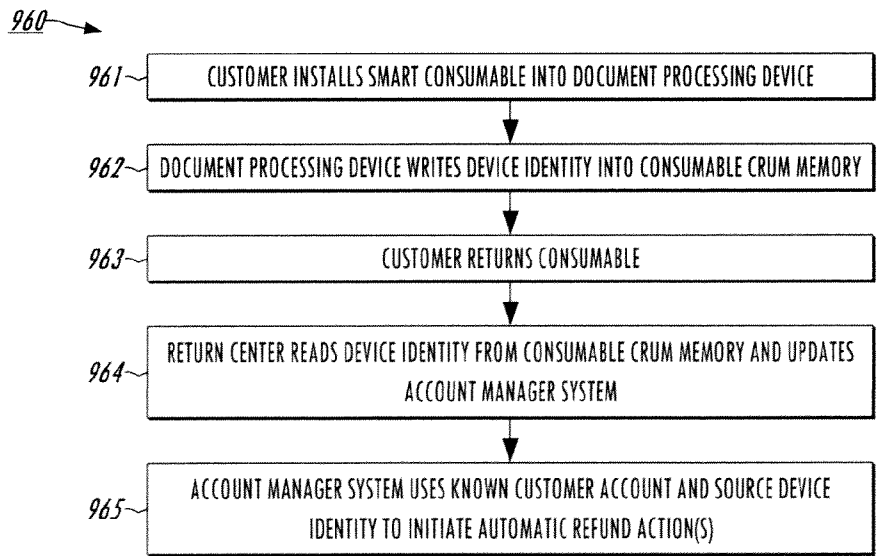 960
961 CUSTOMER INSTALLS SMART CONSUMABLE INTO DOCUMENT PROCESSING DEVICE
962 DOCUMENT PROCESSING DEVICE WRITES DEVICE IDENTITY INTO CONSUMABLE CRUM MEMORY
963 CUSTOMER RETURNS CONSUMABLE
964 RETURN CENTER READS DEVICE IDENTITY FROM CONSUMABLE CRUM MEMORY AND UPDATES
ACCOUNT MANAGER SYSTEM
965 ACCOUNT MANAGER SYSTEM USES KNOWN CUSTOMER ACCOUNT AND SOURCE DEVICE
IDENTITY TO INITIATE AUTOMATIC REFUND ACTION(S)